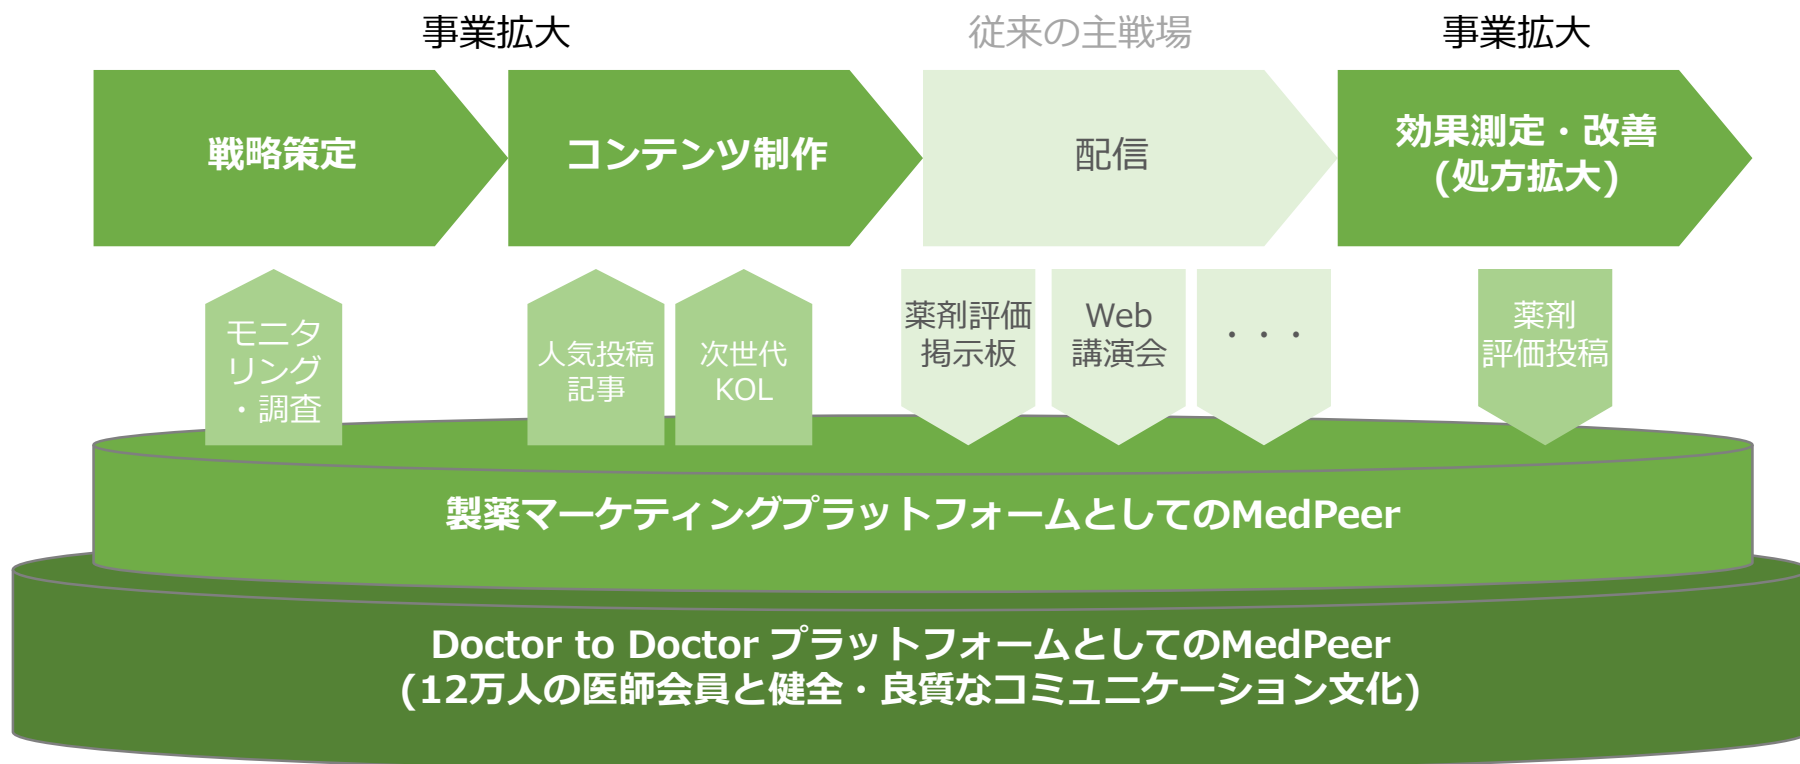 事業拡大
従来の主戦場
事業拡大
戦略策定
コンテンツ制作
配信
効果測定・改善
(処方拡大)
モニタ
リング
・調査
人気投稿
記事
次世代
KOL
薬剤評価
掲示板
Web
講演会
・・・
薬剤
評価投稿
製薬マーケティングプラットフォームとしてのMedPeer
Doctor to Doctor プラットフォームとしてのMedPeer
(12万人の医師会員と健全・良質なコミュニケーション文化)